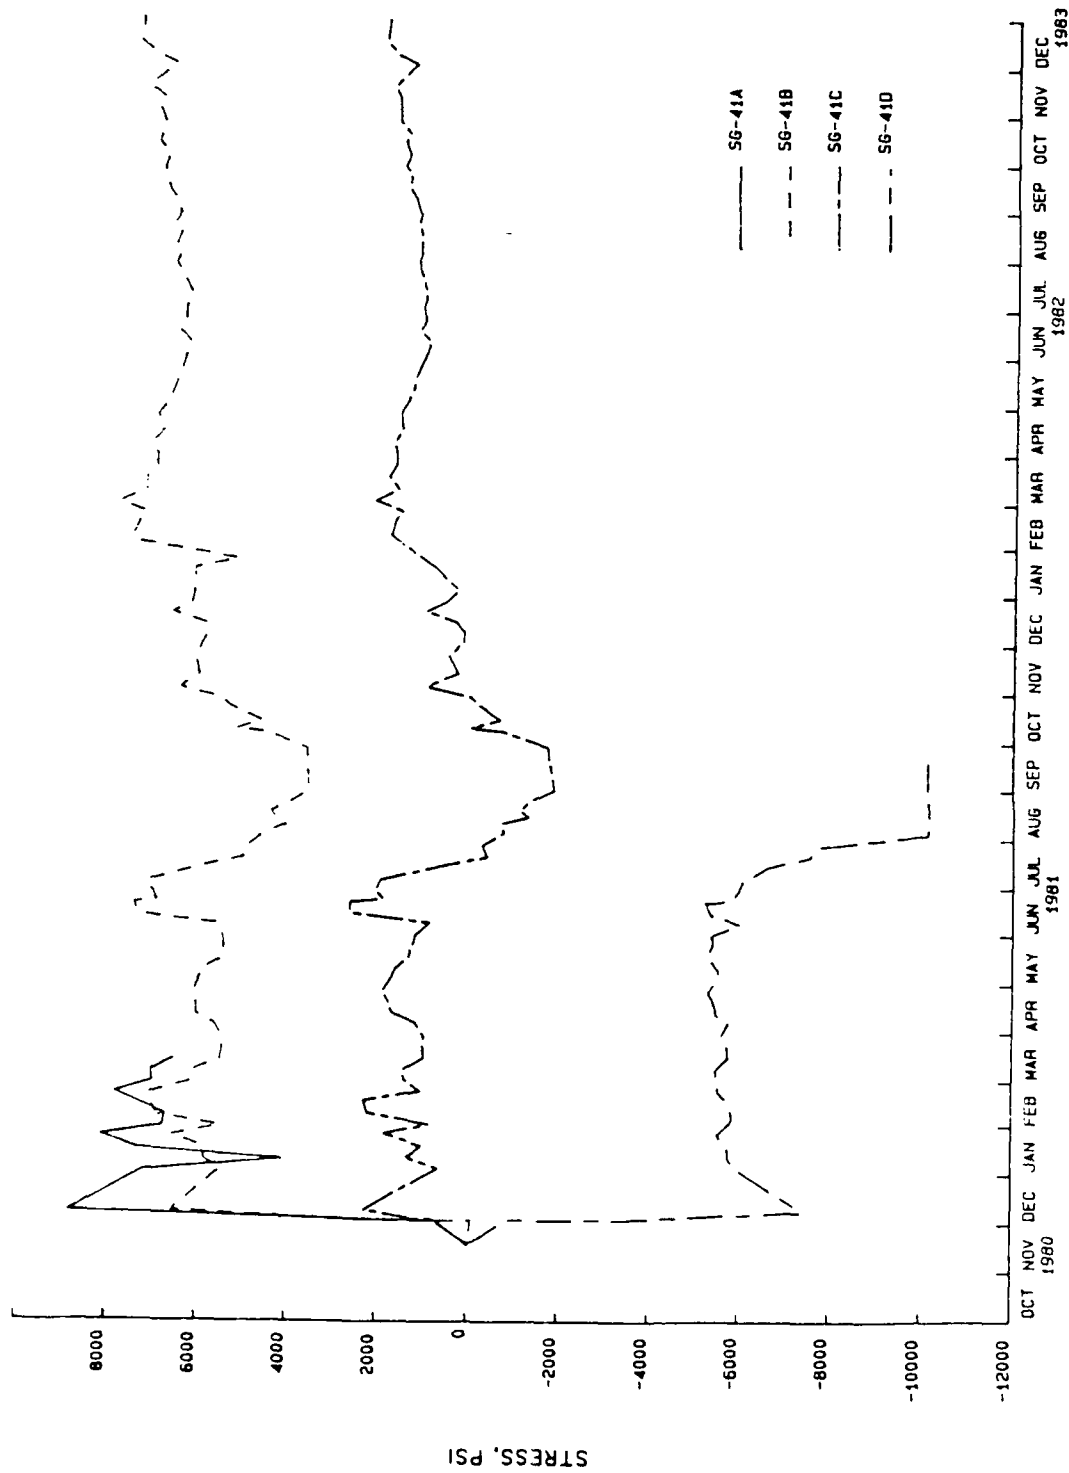 STRESS, PSI
8000
6000
4000
2000
0
-2000
-4000
-6000
-8000
-10000
-12000
SG-41A
SG-41B
SG-41C
SG-41D
OCT NOV DEC JAN FEB MAR APR MAY JUN JUL AUG SEP OCT NOV DEC JAN FEB MAR APR MAY JUN JUL AUG SEP OCT NOV DEC
1980 1981 1982 1983